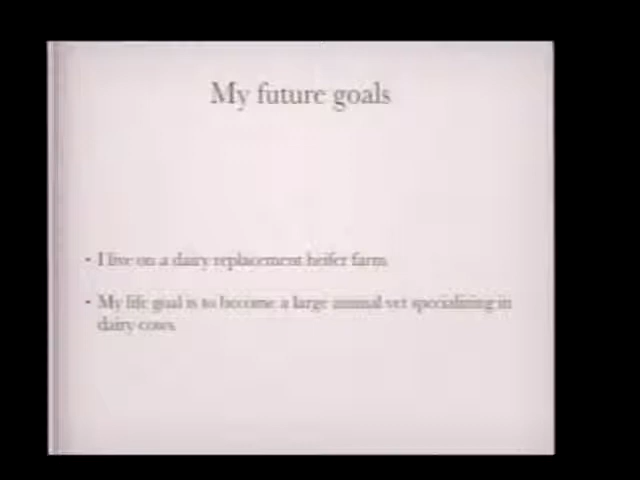 My future goals
• I live on a dairy replacement heifer farm.
• My life goal is to become a large animal vet specializing in
dairy cows.